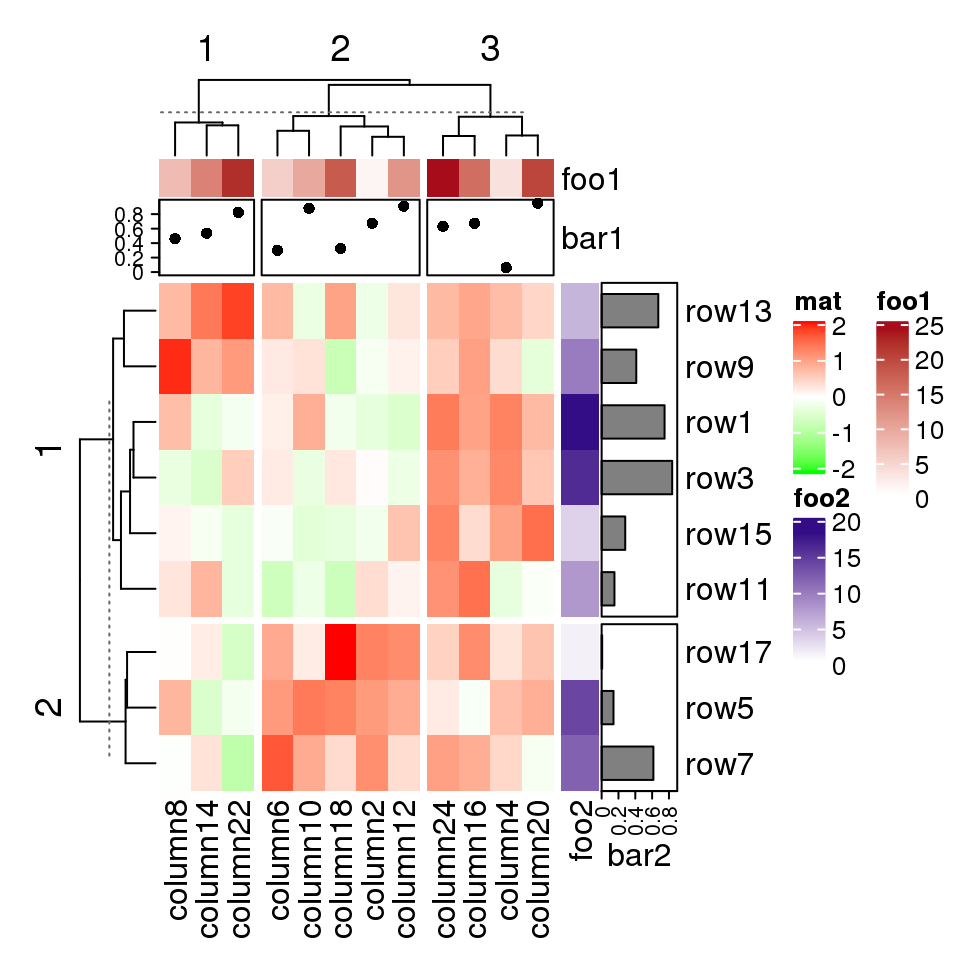 1 2 3
foo1
0.8
0.6
0.4
0.2
0
bar1
1
2
row13
row9
row1
row3
row15
row11
row17
row5
row7
column8
column14
column22
column6
column10
column18
column2
column12
column24
column16
column4
column20
foo2
0
0.2
0.4
0.6
0.8
bar2
mat
2
1
0
-1
-2
foo1
25
20
15
10
5
0
foo2
20
15
10
5
0